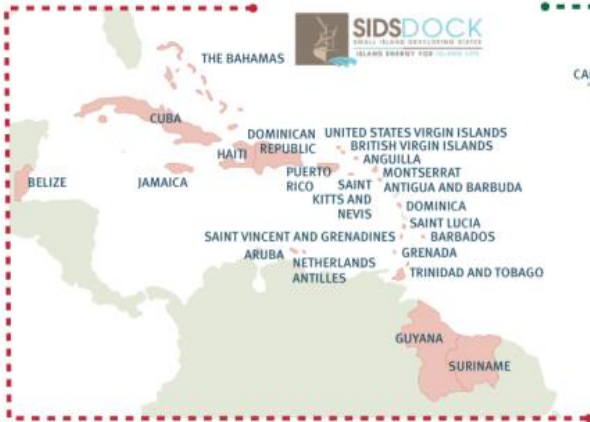 SIDSDOCK
SMALL ISLAND DEVELOPING STATES
ISLAND ENERGY FOR ISLAND LIFE
THE BAHAMAS
CUBA
DOMINICAN
REPUBLIC
HAITI
UNITED STATES VIRGIN ISLANDS
BRITISH VIRGIN ISLANDS
ANGUILLA
BELIZE
JAMAICA
PUERTO
RICO
SAINT
KITTS AND
NEVIS
MONTSERRAT
ANTIGUA AND BARBUDA
DOMINICA
SAINT LUCIA
SAINT VINCENT AND GRENADINES
BARBADOS
ARUBA
NETHERLANDS
ANTILLES
GRENADA
TRINIDAD AND TOBAGO
GUYANA
SURINAME